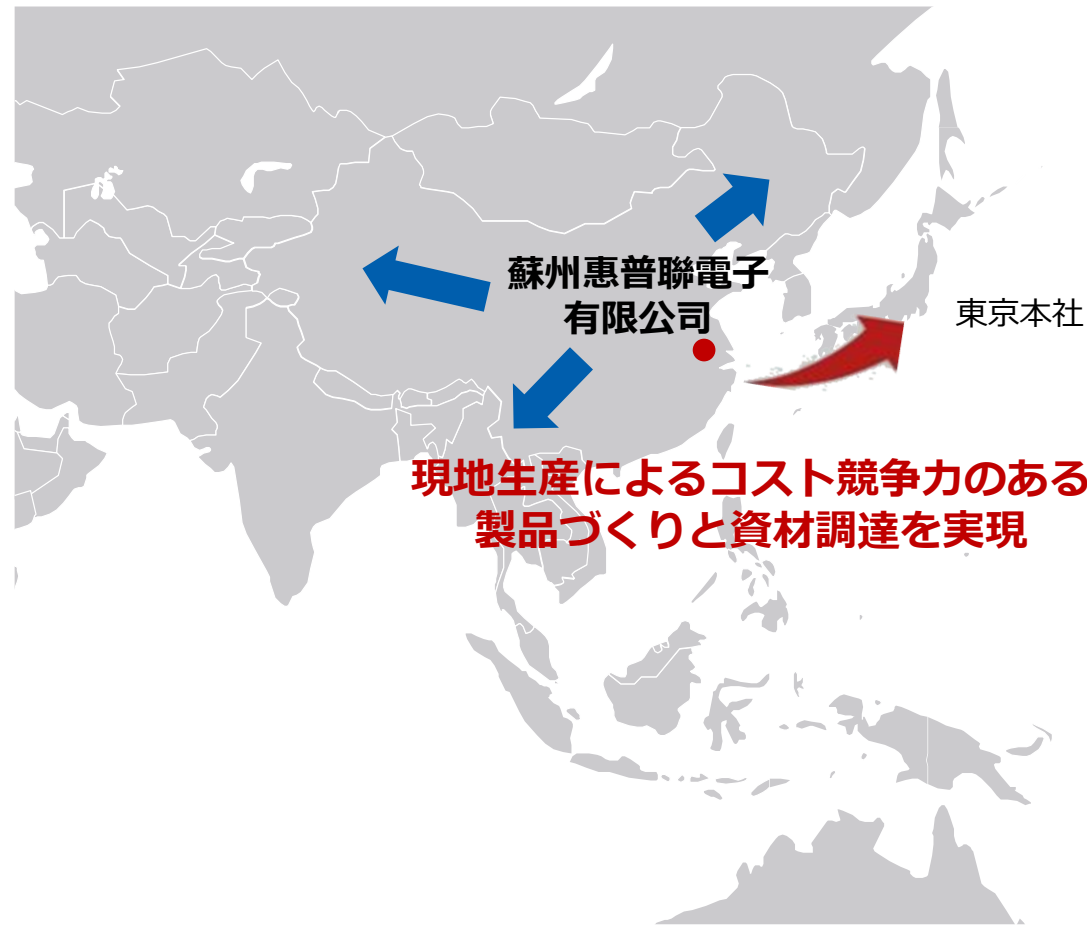 蘇州惠普聯電子
有限公司
東京本社
現地生産によるコスト競争力のある
製品づくりと資材調達を実現